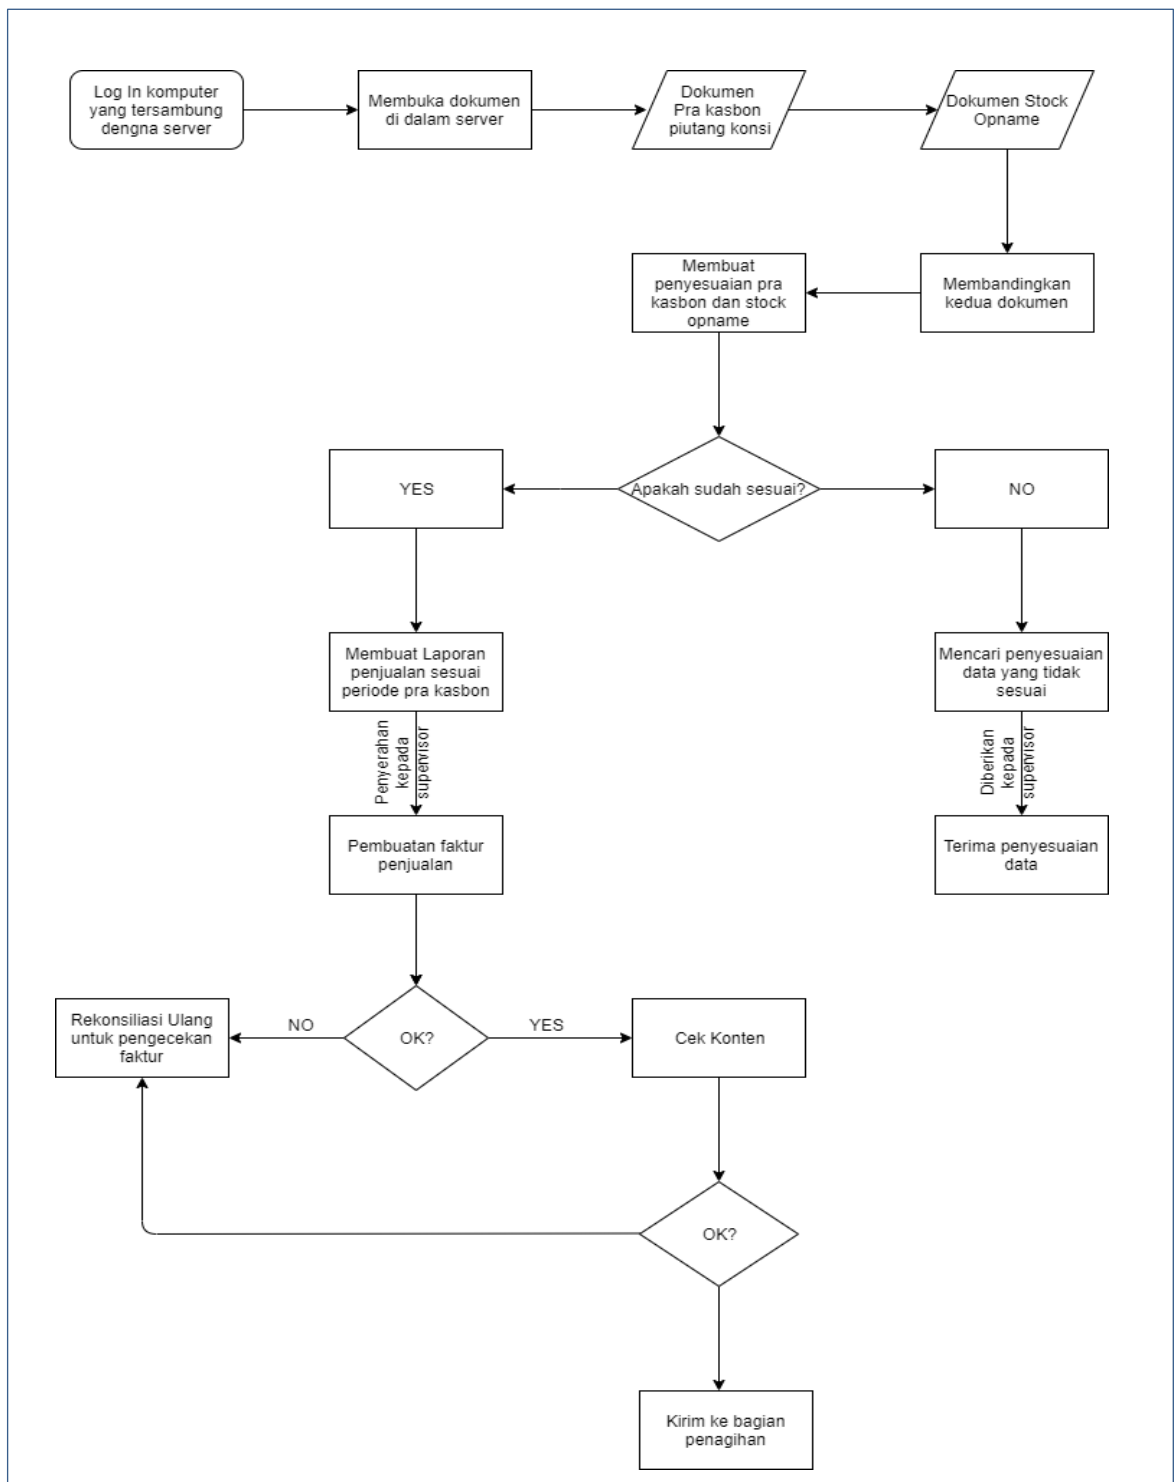 Log In komputer
yang tersambung
dengna server
Membuka dokumen
di dalam server
Dokumen
Pra kasbon
piutang konsi
Dokumen Stock
Opname
Membuat
penyesuaian pra
kasbon dan stock
opname
Membandingkan
kedua dokumen
YES
Apakah sudah sesuai?
NO
Membuat Laporan
penjualan sesuai
periode pra kasbon
Mencari penyesuaian
data yang tidak
sesuai
Penyerahan
kepada
supervisor
Diberikan
kepada
supervisor
Pembuatan faktur
penjualan
Terima penyesuaian
data
Rekonsiliasi Ulang
untuk pengecekan
faktur
NO
OK?
YES
Cek Konten
OK?
Kirim ke bagian
penagihan